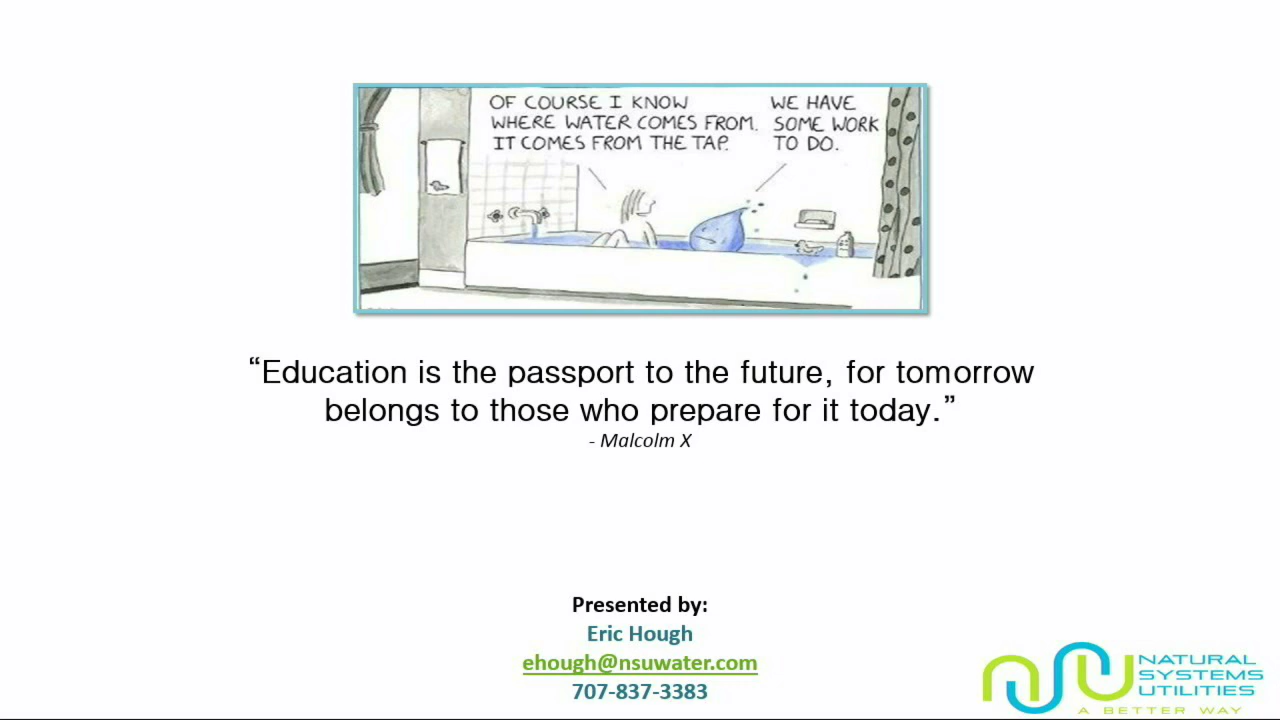 OF COURSE I KNOW
WHERE WATER COMES FROM.
IT COMES FROM THE TAP.
WE HAVE
SOME WORK
TO DO.
“Education is the passport to the future, for tomorrow
belongs to those who prepare for it today.”
- Malcolm X
Presented by:
Eric Hough
ehough@nsuwater.com
707-837-3383
NSU
NATURAL
SYSTEMS
UTILITIES
A BETTER WAY